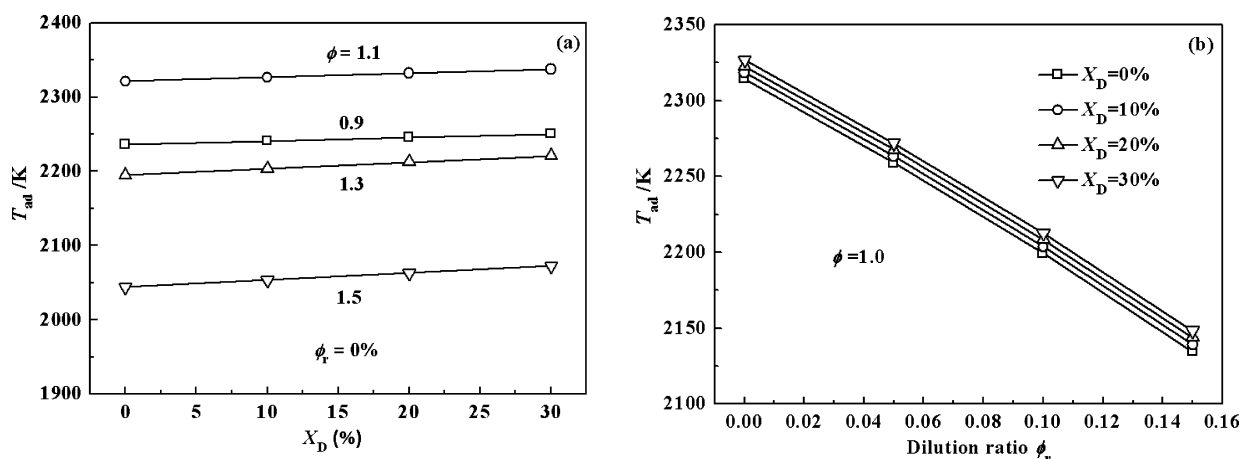 (a)
2400
2300
2200
2100
2000
1900
T_ad /K
ϕ = 1.1
0.9
1.3
1.5
ϕ_r = 0%
0 5 10 15 20 25 30
X_D (%)
(b)
2350
2300
2250
2200
2150
2100
T_ad /K
X_D=0%
X_D=10%
X_D=20%
X_D=30%
ϕ =1.0
0.00 0.02 0.04 0.06 0.08 0.10 0.12 0.14 0.16
Dilution ratio ϕ_r